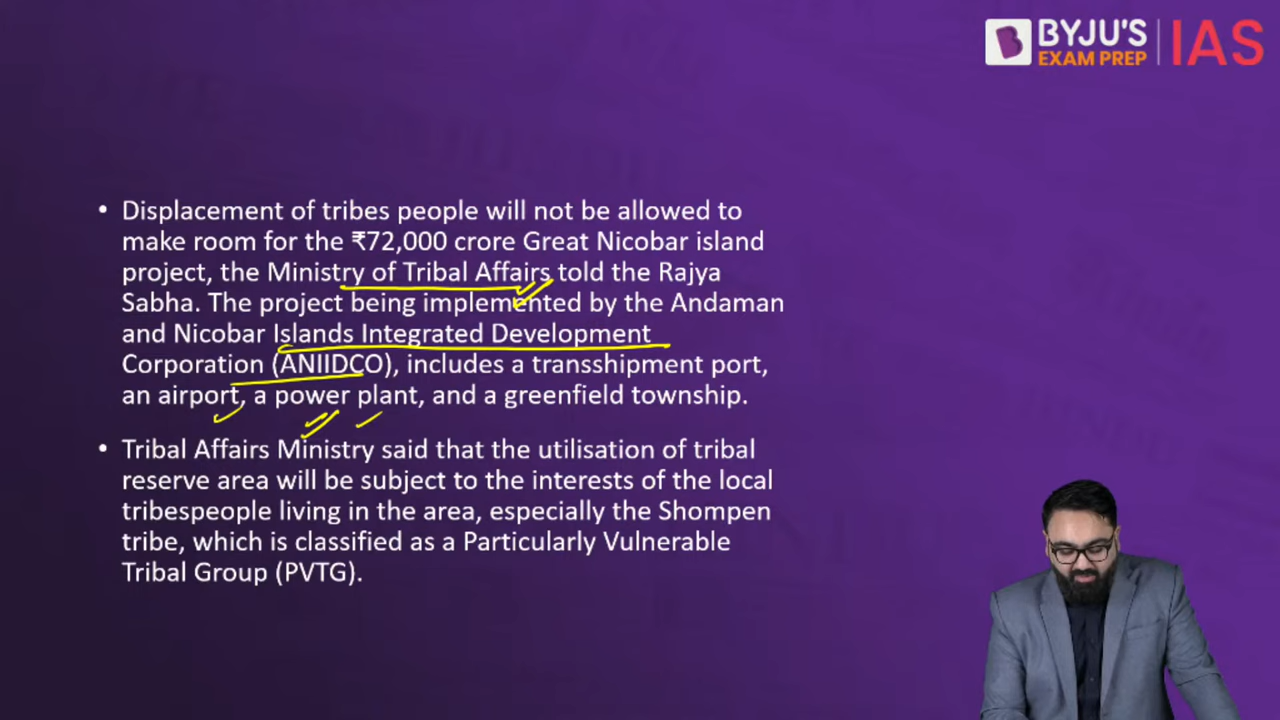 BYJU'S
EXAM PREP
IAS
• Displacement of tribes people will not be allowed to
make room for the ₹72,000 crore Great Nicobar island
project, the Ministry of Tribal Affairs told the Rajya
Sabha. The project being implemented by the Andaman
and Nicobar Islands Integrated Development
Corporation (ANIIDCO), includes a transshipment port,
an airport, a power plant, and a greenfield township.
• Tribal Affairs Ministry said that the utilisation of tribal
reserve area will be subject to the interests of the local
tribespeople living in the area, especially the Shompen
tribe, which is classified as a Particularly Vulnerable
Tribal Group (PVTG).